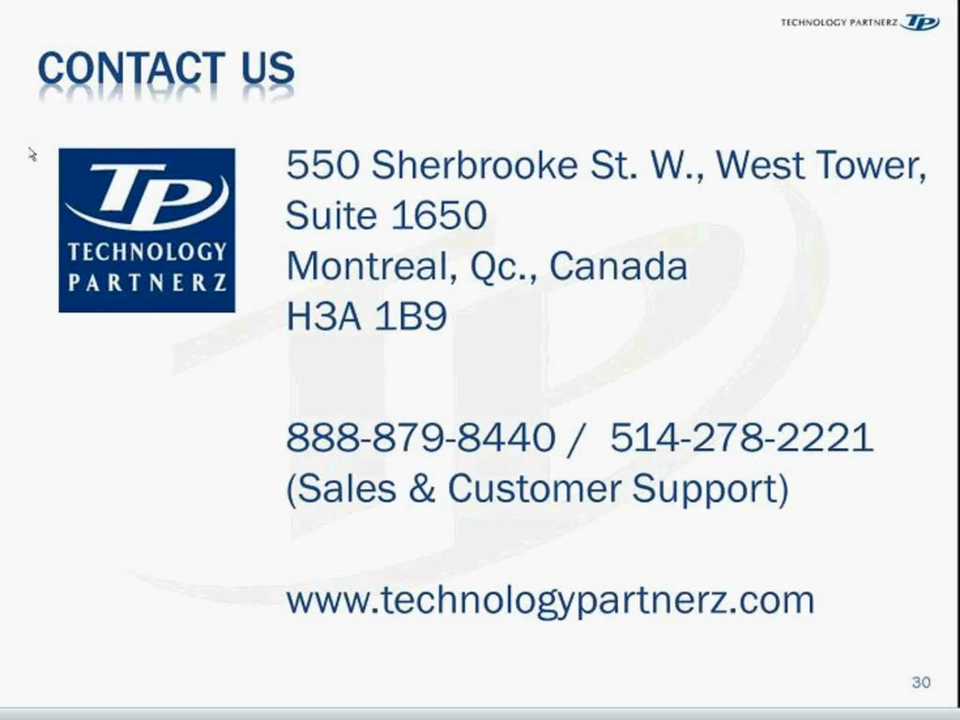 TECHNOLOGY PARTNERZ TP
CONTACT US
TP
TECHNOLOGY
PARTNERZ
550 Sherbrooke St. W., West Tower,
Suite 1650
Montreal, Qc., Canada
H3A 1B9
888-879-8440 / 514-278-2221
(Sales & Customer Support)
www.technologypartnerz.com
30